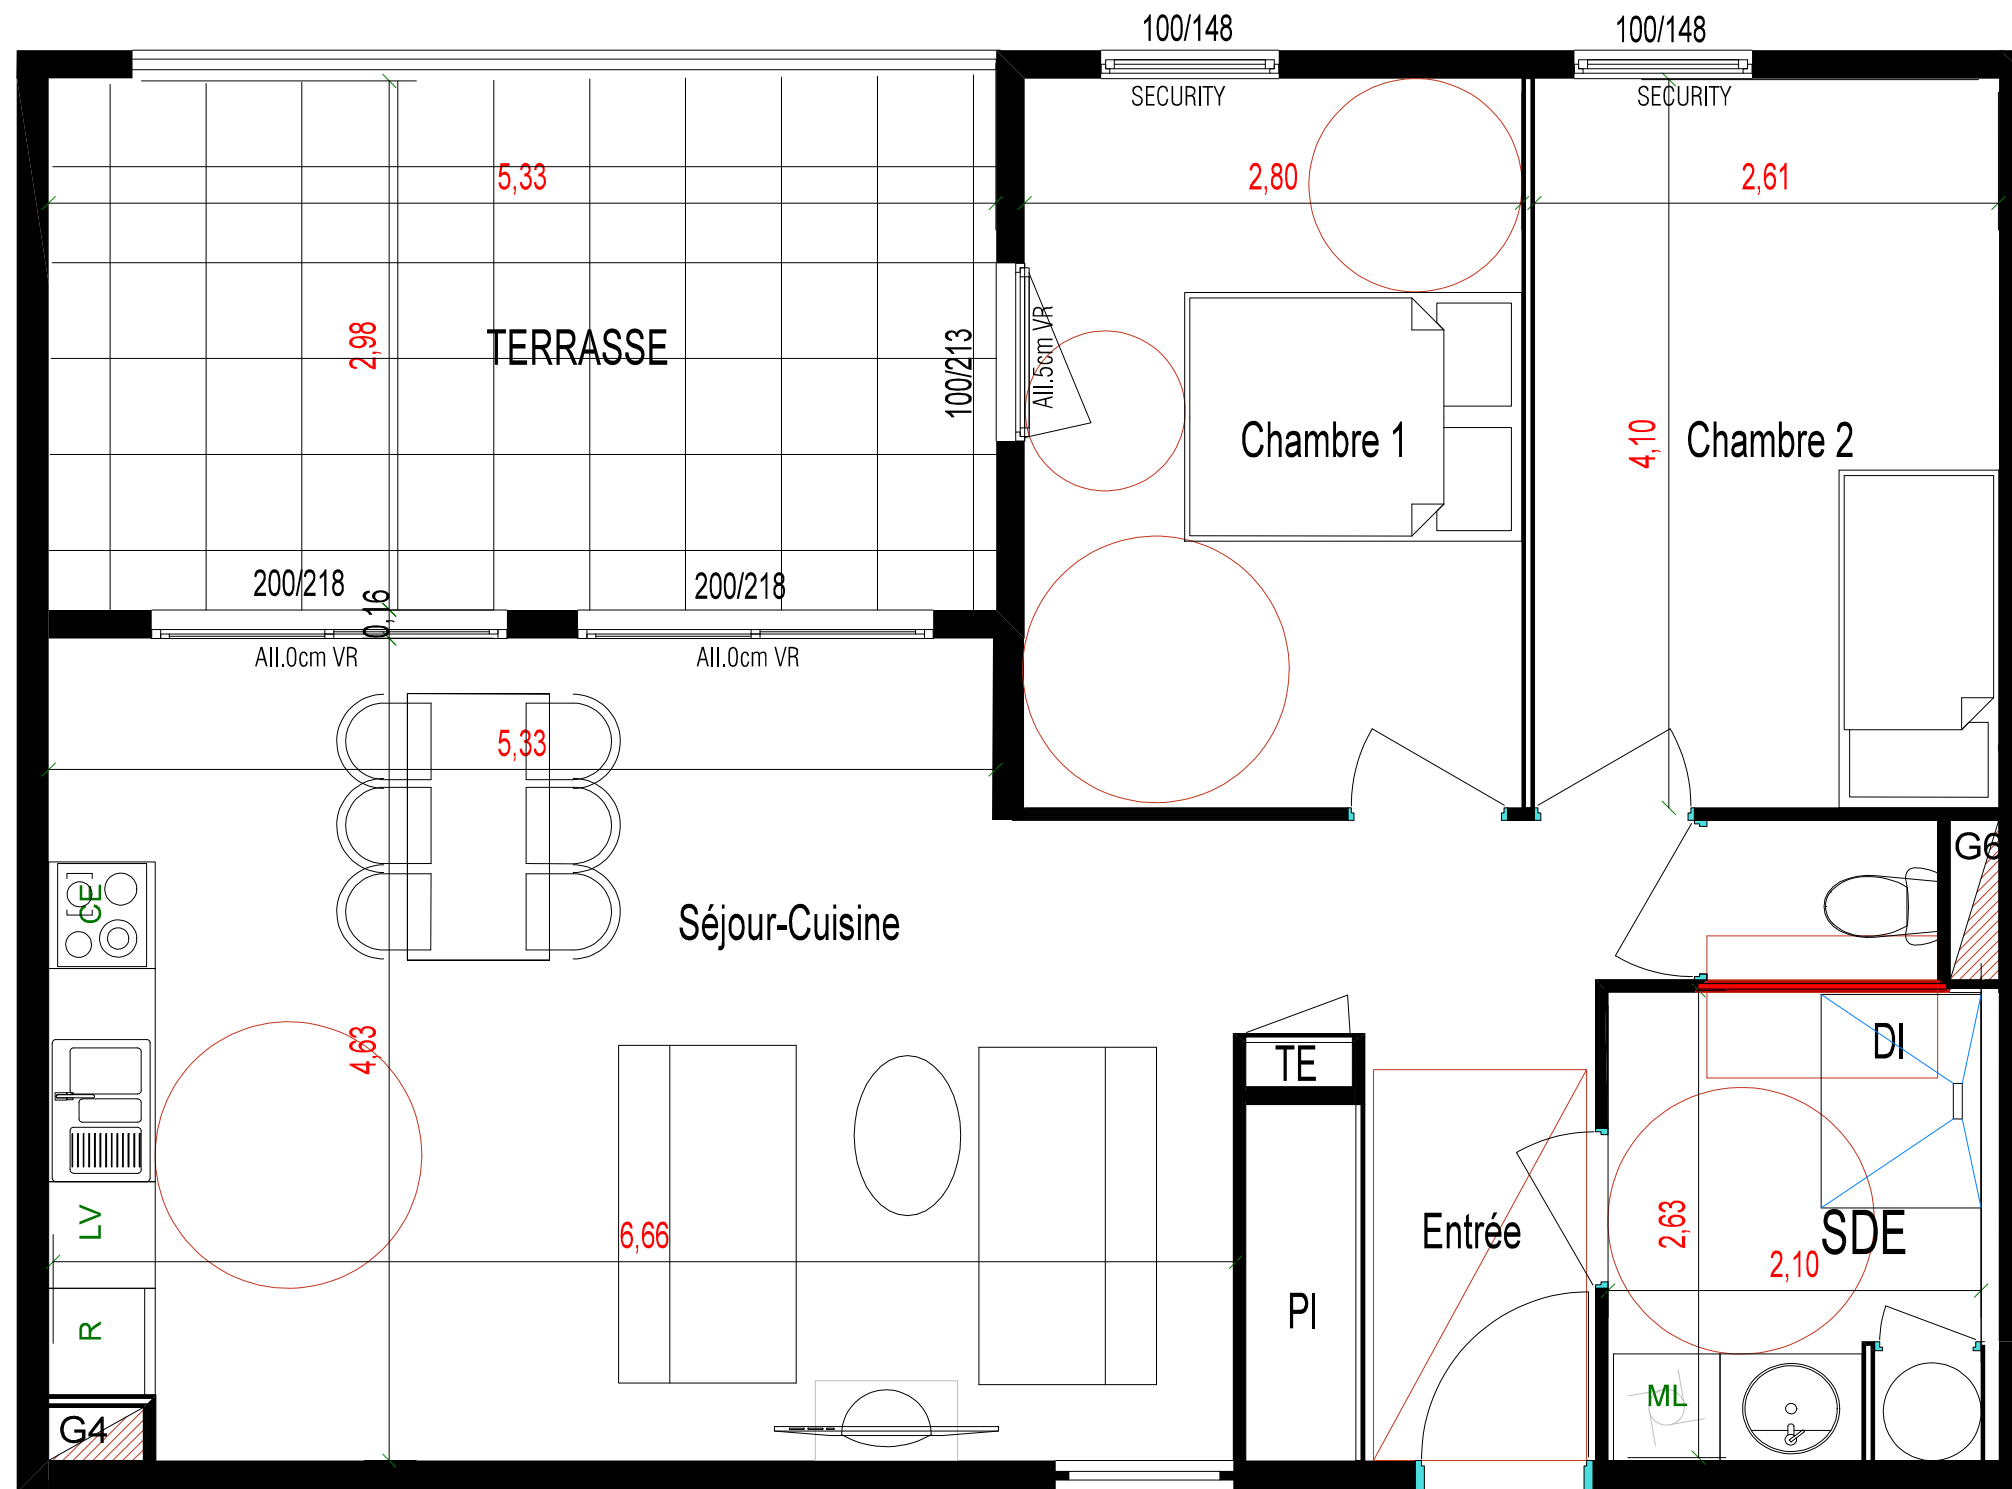 100/148
100/148
SECURITY
SECURITY
5,33
2,80
2,61
2,98
TERRASSE
100/213
All.5cm VR
Chambre 1
4,10
Chambre 2
200/218
0,16
200/218
All.0cm VR
All.0cm VR
5,33
CE
Séjour-Cuisine
G6
4,63
TE
DI
LV
6,66
Entrée
2,63
SDE
2,10
R
PI
ML
G4